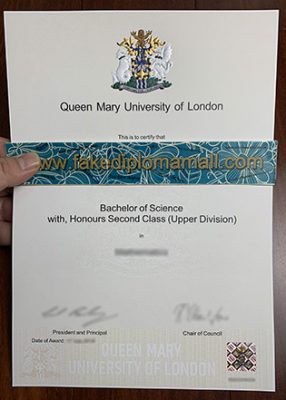 Queen Mary University of London
This is to certify that
www.fakediplomamall.com
Bachelor of Science
with, Honours Second Class (Upper Division)
in
President and Principal
Chair of Council
Date of Award:
QUEEN MARY
UNIVERSITY OF LONDON